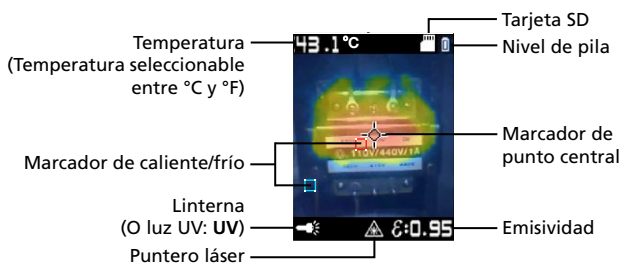 Temperatura
(Temperatura seleccionable
entre °C y °F)
43.1°C
Tarjeta SD
Nivel de pila
Marcador de
punto central
110V/440V/1A
Marcador de caliente/frío
Linterna
(O luz UV: UV)
Puntero láser
ℰ:0.95
Emisividad